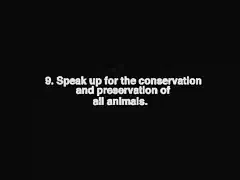 9. Speak up for the conservation
and preservation of
all animals.